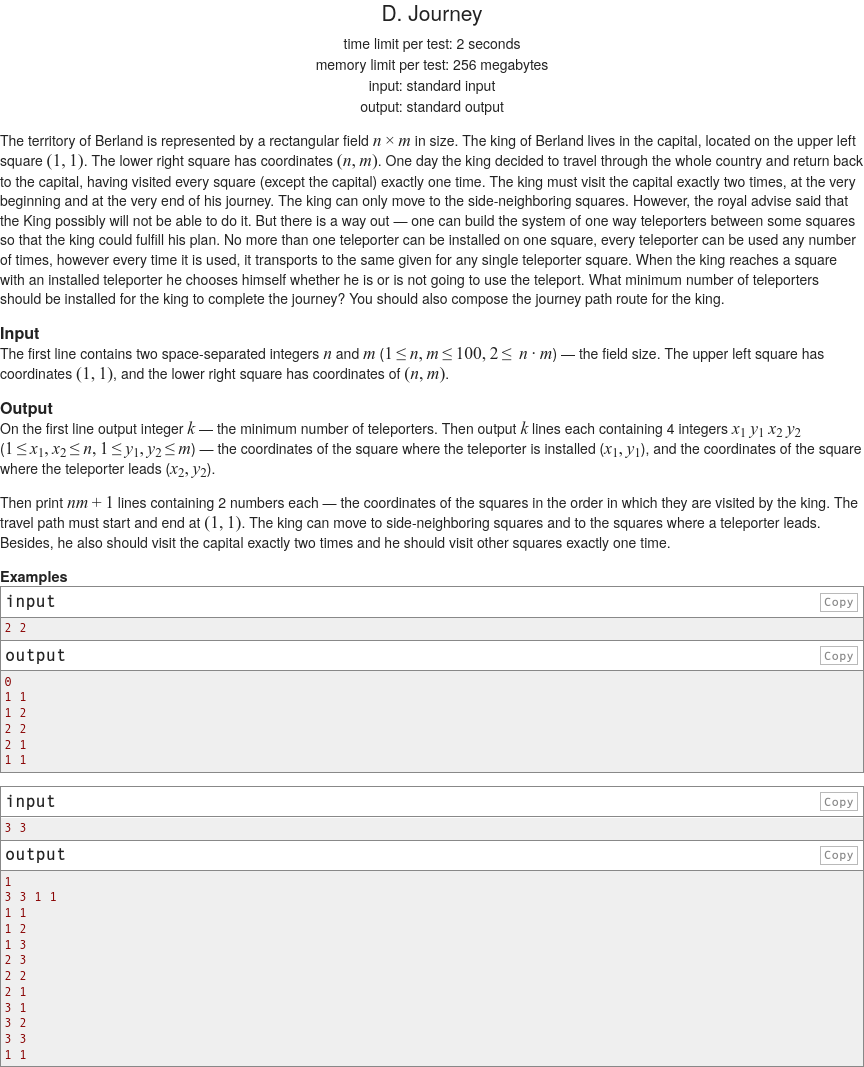 D. Journey
time limit per test: 2 seconds
memory limit per test: 256 megabytes
input: standard input
output: standard output
The territory of Berland is represented by a rectangular field n × m in size. The king of Berland lives in the capital, located on the upper left
square (1, 1). The lower right square has coordinates (n, m). One day the king decided to travel through the whole country and return back
to the capital, having visited every square (except the capital) exactly one time. The king must visit the capital exactly two times, at the very
beginning and at the very end of his journey. The king can only move to the side-neighboring squares. However, the royal advise said that
the King possibly will not be able to do it. But there is a way out — one can build the system of one way teleporters between some squares
so that the king could fulfill his plan. No more than one teleporter can be installed on one square, every teleporter can be used any number
of times, however every time it is used, it transports to the same given for any single teleporter square. When the king reaches a square
with an installed teleporter he chooses himself whether he is or is not going to use the teleport. What minimum number of teleporters
should be installed for the king to complete the journey? You should also compose the journey path route for the king.
Input
The first line contains two space-separated integers n and m (1 ≤ n, m ≤ 100, 2 ≤ n · m) — the field size. The upper left square has
coordinates (1, 1), and the lower right square has coordinates of (n, m).
Output
On the first line output integer k — the minimum number of teleporters. Then output k lines each containing 4 integers x1 y1 x2 y2
(1 ≤ x1, x2 ≤ n, 1 ≤ y1, y2 ≤ m) — the coordinates of the square where the teleporter is installed (x1, y1), and the coordinates of the square
where the teleporter leads (x2, y2).
Then print nm + 1 lines containing 2 numbers each — the coordinates of the squares in the order in which they are visited by the king. The
travel path must start and end at (1, 1). The king can move to side-neighboring squares and to the squares where a teleporter leads.
Besides, he also should visit the capital exactly two times and he should visit other squares exactly one time.
Examples
input Copy
2 2
output Copy
0
1 1
1 2
2 2
2 1
1 1
input Copy
3 3
output Copy
1
3 3 1 1
1 1
1 2
1 3
2 3
2 2
2 1
3 1
3 2
3 3
1 1